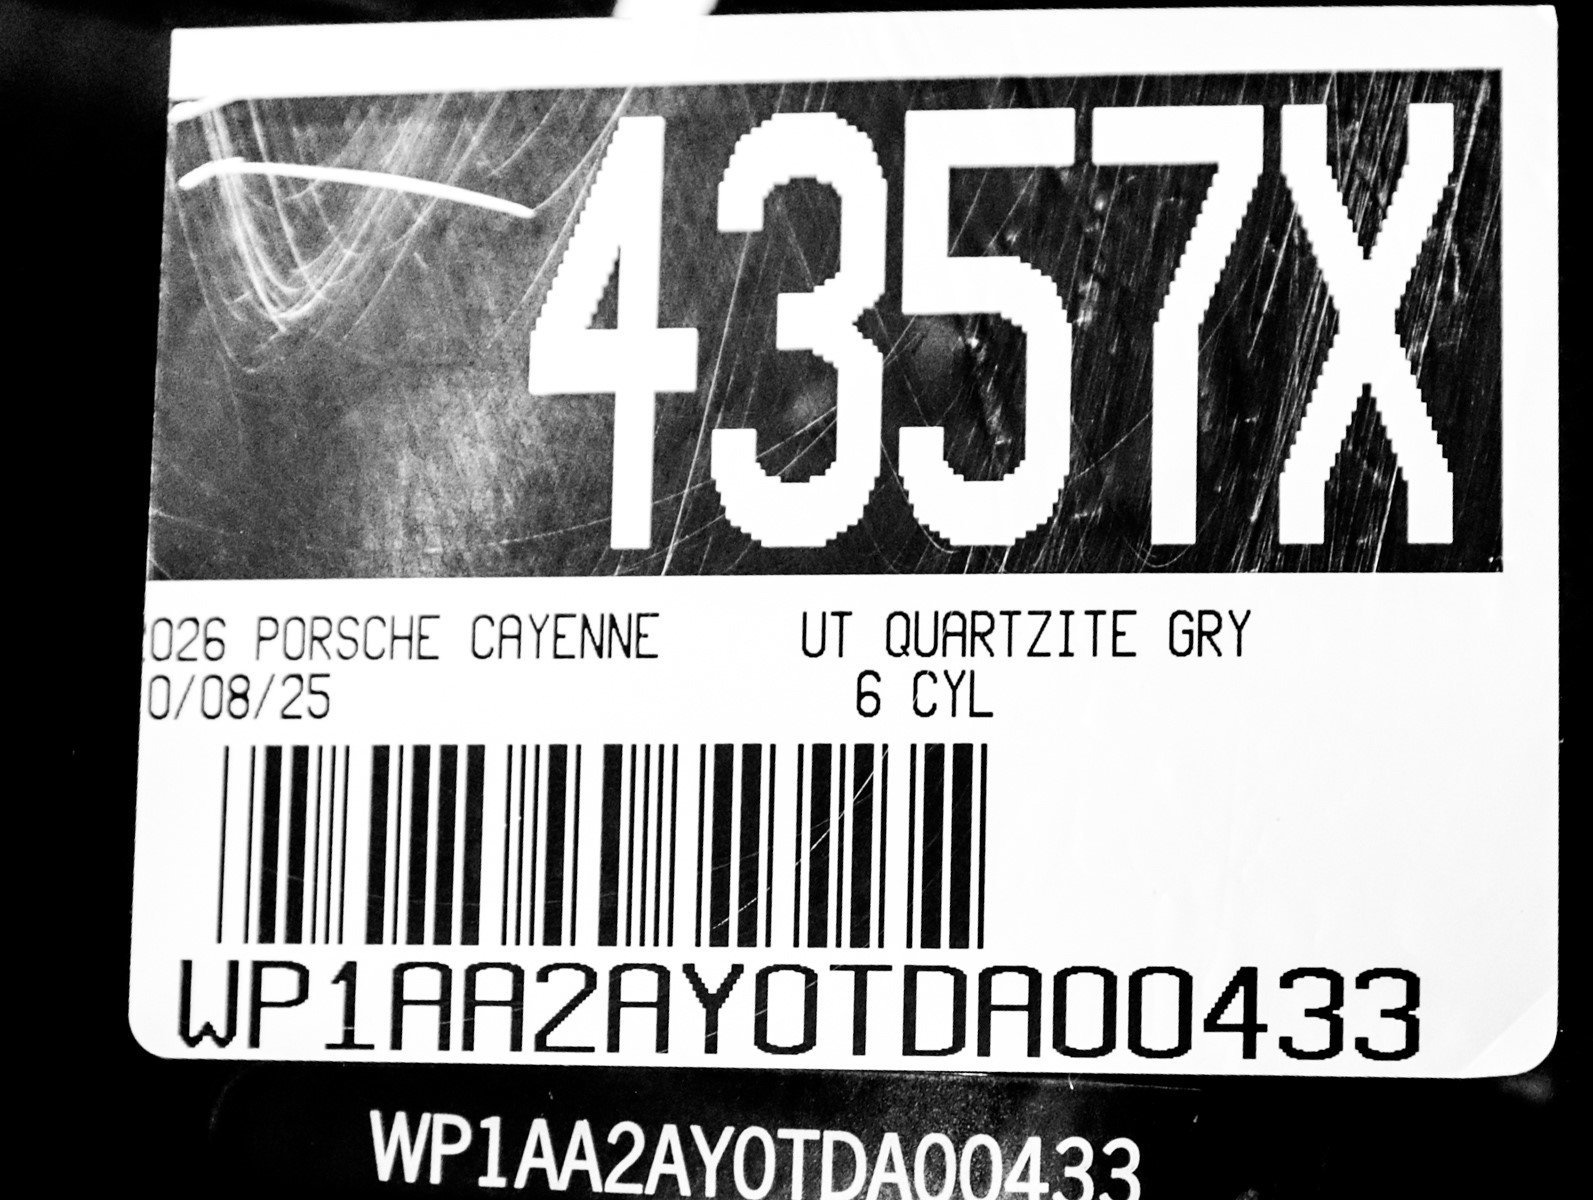 4357X
026 PORSCHE CAYENNE UT QUARTZITE GRY
0/08/25 6 CYL
WP1AA2AY0TDA00433
WP1AA2AY0TDA00433